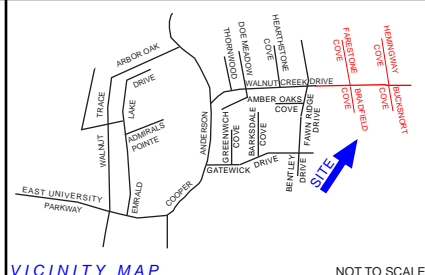 ARBOR OAK
DRIVE
TRACE
LAKE
WALNUT
ADMIRALS
POINTE
EMRALD
EAST UNIVERSITY
PARKWAY
COOPER
ANDERSON
THORNWOOD
DOE MEADOW
HEARTHSTONE
COVE
COVE
WALNUT CREEK DRIVE
AMBER OAKS
COVE
GREENWICH
COVE
BARKSDALE
COVE
FAWN RIDGE
DRIVE
GATEWICK DRIVE
BENTLEY
DRIVE
FARESTONE
COVE
HEMINGWAY
COVE
BRADFIELD
COVE
BUCKENORT
COVE
SITE
VICINITY MAP
NOT TO SCALE